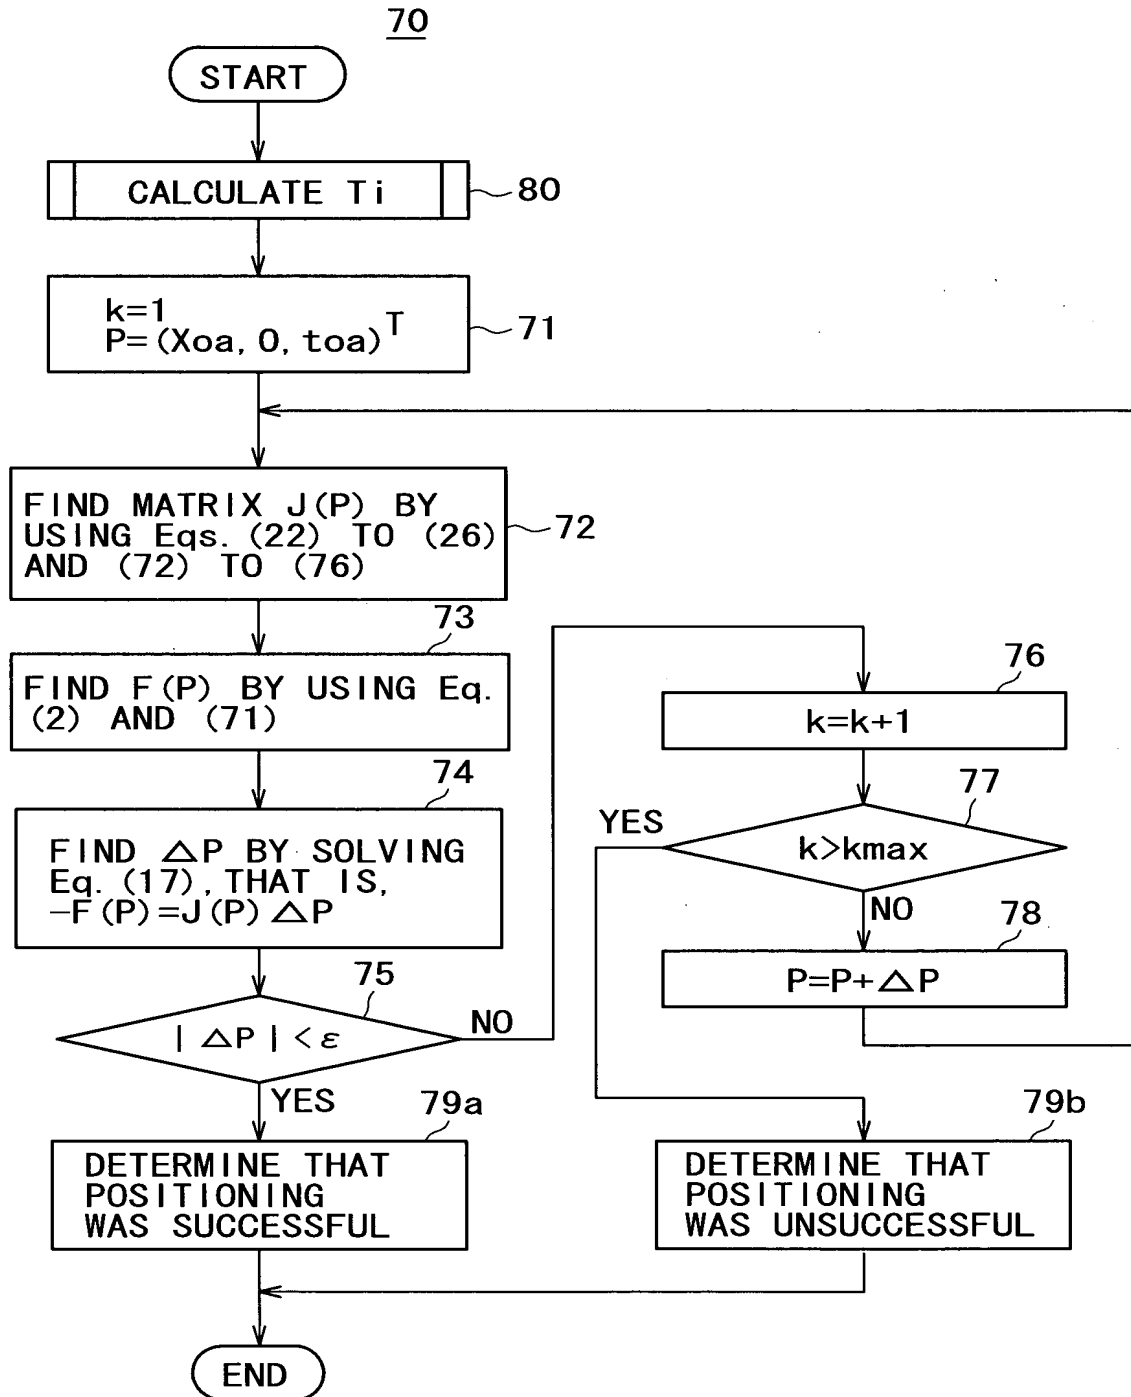 70
START
CALCULATE Ti
80
k=1
P=(Xoa, 0, toa)T
71
FIND MATRIX J(P) BY
USING Eqs. (22) TO (26)
AND (72) TO (76)
72
73
FIND F(P) BY USING Eq.
(2) AND (71)
74
FIND △P BY SOLVING
Eq. (17), THAT IS,
-F(P)=J(P)△P
75
|△P|<ε
NO
YES
76
k=k+1
77
YES
k>kmax
NO
78
P=P+△P
79a
DETERMINE THAT
POSITIONING
WAS SUCCESSFUL
79b
DETERMINE THAT
POSITIONING
WAS UNSUCCESSFUL
END